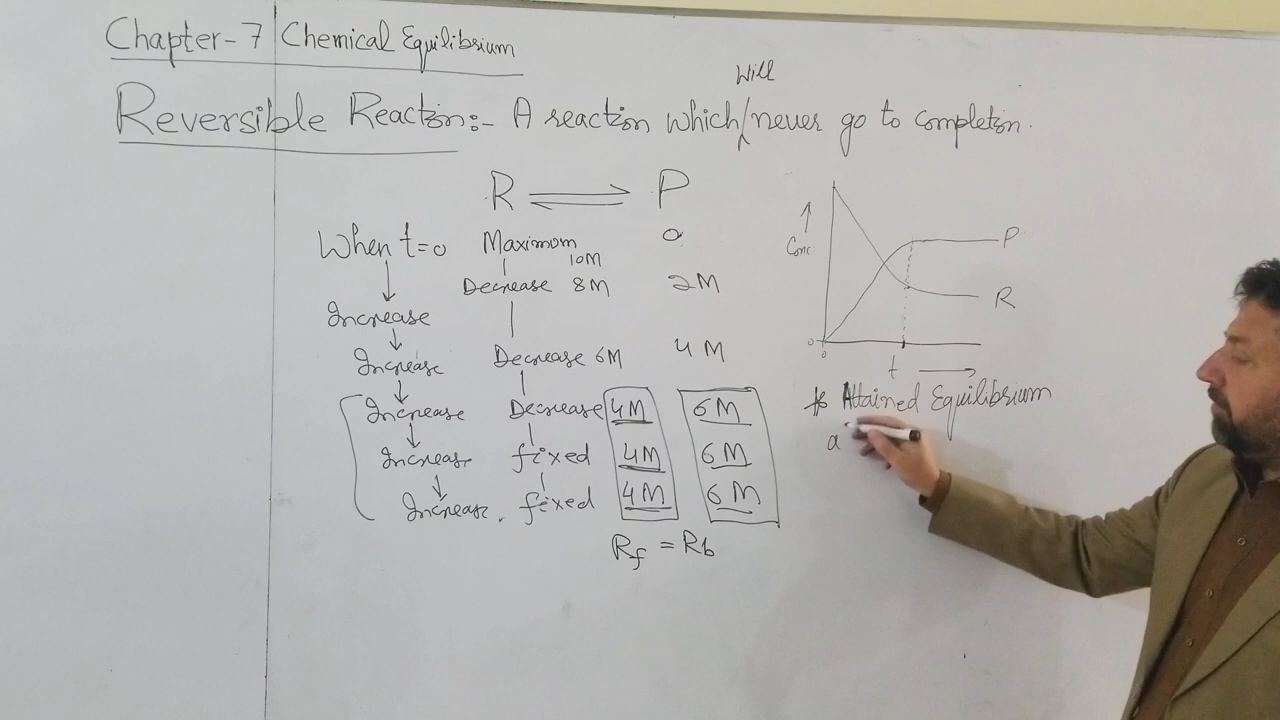 Chapter-7 Chemical Equilibrium
Will
Reversible Reaction:- A reaction which never go to completion.
R ⇌ P
When t=0 Maximum 0
10M
Decrease 8M 2M
Increase
Increase Decrease 6M 4M
Increase Decrease 4M 6M
Increase fixed 4M 6M
Increase. fixed 4M 6M
Rf = Rb
↑
Conc
P
R
0
0
t →
Attained Equilibrium
a